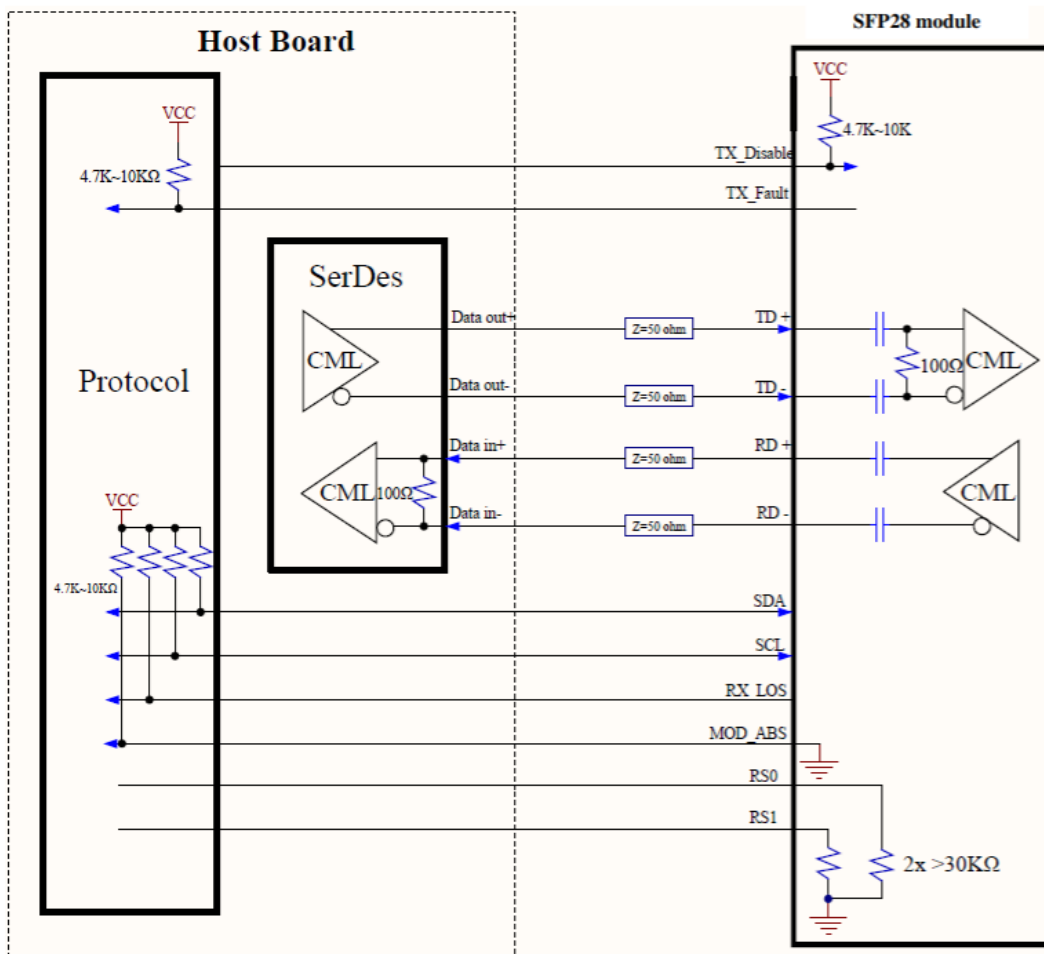 Host Board
SFP28 module
VCC
VCC
4.7K~10K
4.7K~10KΩ
TX_Disable
TX_Fault
SerDes
Data out+
Z=50 ohm
TD +
CML
CML
100Ω
Protocol
Data out-
Z=50 ohm
TD -
Data in+
Z=50 ohm
RD +
CML
100Ω
CML
Data in-
Z=50 ohm
RD -
VCC
4.7K~10KΩ
SDA
SCL
RX_LOS
MOD_ABS
RS0
RS1
2x >30KΩ